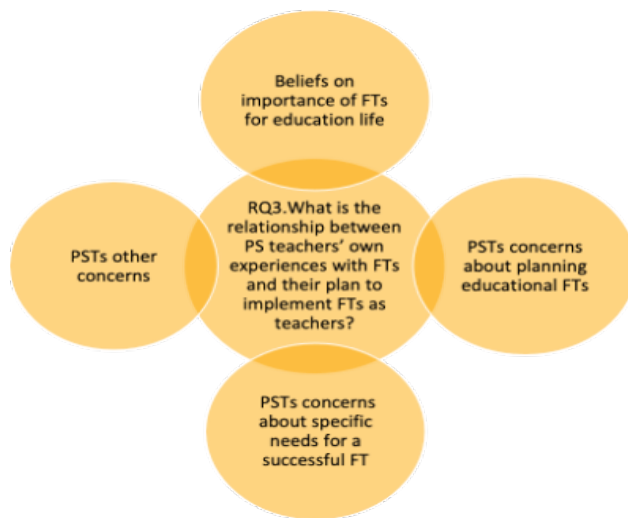 Beliefs on
importance of FTs
for education life
PSTs other
concerns
RQ3.What is the
relationship between
PS teachers' own
experiences with FTs
and their plan to
implement FTs as
teachers?
PSTs concerns
about planning
educational FTs
PSTs concerns
about specific
needs for a
successful FT